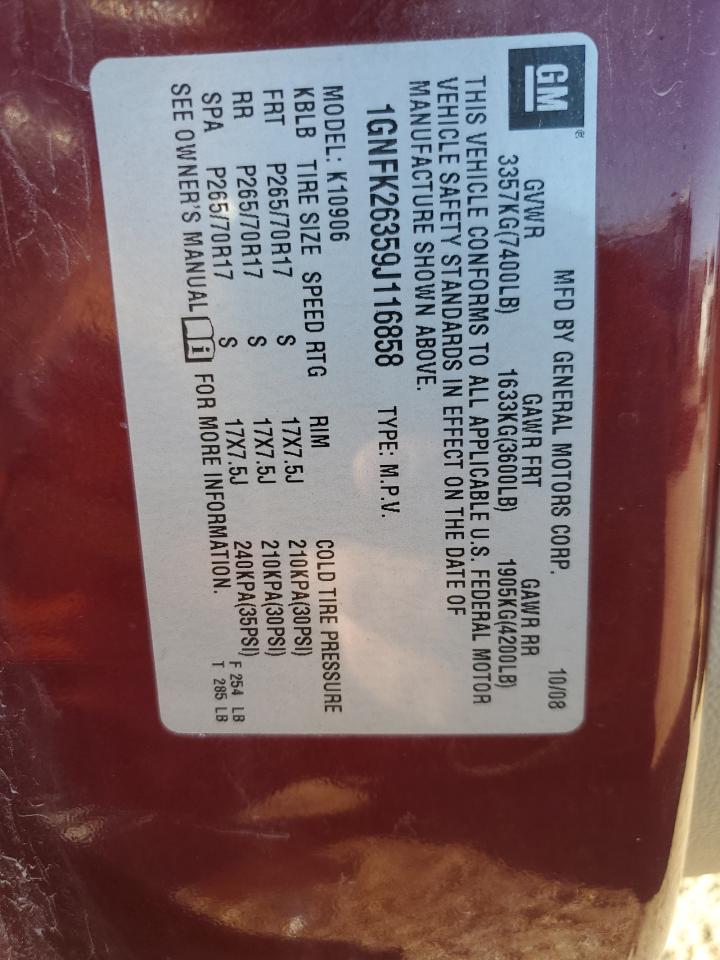 GM®
MFD BY GENERAL MOTORS CORP. 10/08
GVWR GAWR FRT GAWR RR
3357KG(7400LB) 1633KG(3600LB) 1905KG(4200LB)
THIS VEHICLE CONFORMS TO ALL APPLICABLE U.S. FEDERAL MOTOR
VEHICLE SAFETY STANDARDS IN EFFECT ON THE DATE OF
MANUFACTURE SHOWN ABOVE.
1GNFK26359J116858 TYPE: M.P.V.
MODEL: K10906
KBLB TIRE SIZE SPEED RTG RIM COLD TIRE PRESSURE
FRT P265/70R17 S 17X7.5J 210KPA(30PSI)
RR P265/70R17 S 17X7.5J 210KPA(30PSI)
SPA P265/70R17 S 17X7.5J 240KPA(35PSI) F 254 LB
SEE OWNER'S MANUAL i FOR MORE INFORMATION. T 285 LB